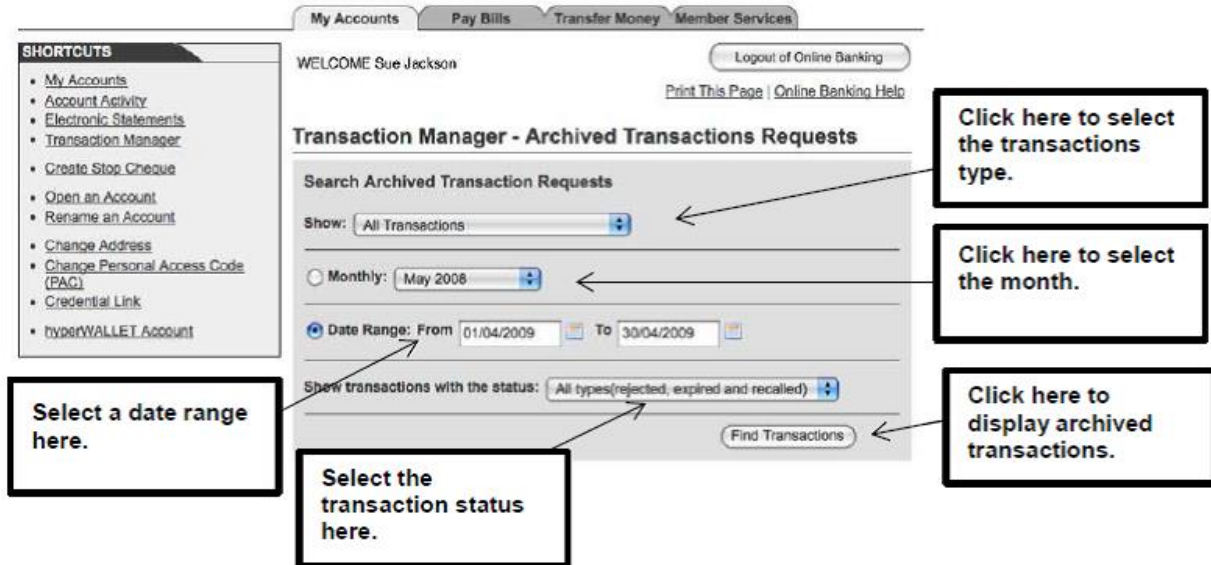 My Accounts Pay Bills Transfer Money Member Services
SHORTCUTS
• My Accounts
• Account Activity
• Electronic Statements
• Transaction Manager
• Create Stop Cheque
• Open an Account
• Rename an Account
• Change Address
• Change Personal Access Code
(PAC)
• Credential Link
• hyperWALLET Account
WELCOME Sue Jackson
Logout of Online Banking
Print This Page | Online Banking Help
Transaction Manager - Archived Transactions Requests
Search Archived Transaction Requests
Show: All Transactions
Monthly: May 2008
Date Range: From 01/04/2009 To 30/04/2009
Show transactions with the status: All types(rejected, expired and recalled)
Find Transactions
Click here to select
the transactions
type.
Click here to select
the month.
Click here to
display archived
transactions.
Select a date range
here.
Select the
transaction status
here.